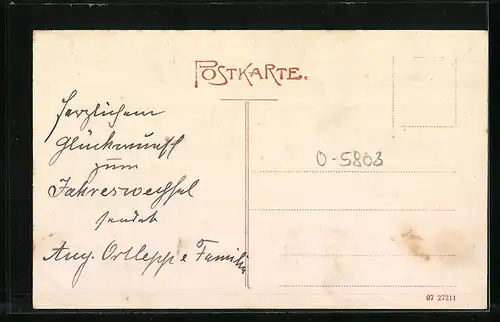 POSTKARTE.
Herzlichen
Glückwunsch
zum
Jahreswechsel
sendet
Aug. Ortlepp e Familie
O-5803
07 27211